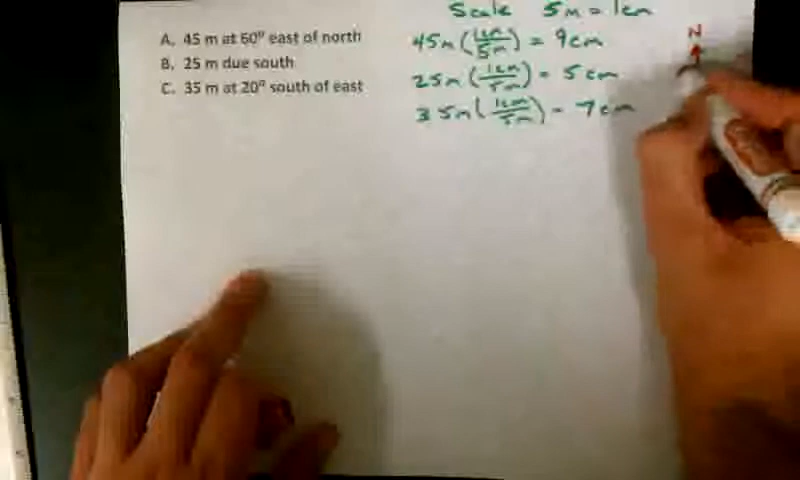 Scale 5m = 1cm
A. 45 m at 60° east of north
B. 25 m due south
C. 35 m at 20° south of east
45m (1cm/5m) = 9cm
25m (1cm/5m) = 5cm
35m (1cm/5m) = 7cm
N